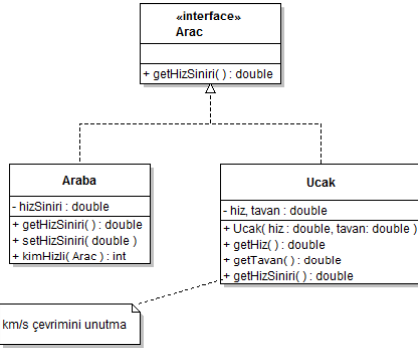 «interface»
Arac
+ getHizSiniri( ) : double
Araba
- hizSiniri : double
+ getHizSiniri( ) : double
+ setHizSiniri( double )
+ kimHizli( Arac ) : int
Ucak
- hiz, tavan : double
+ Ucak( hiz : double, tavan: double )
+ getHiz( ) : double
+ getTavan( ) : double
+ getHizSiniri( ) : double
km/s çevrimini unutma